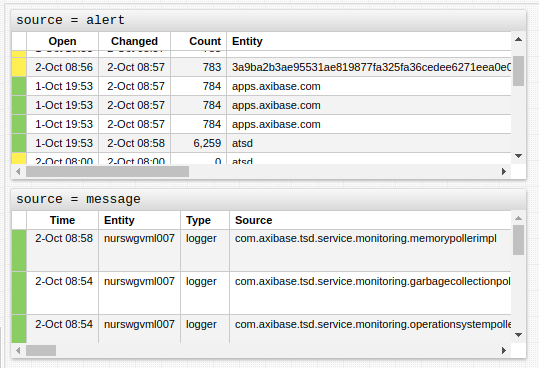 source = alert
Open Changed Count Entity
2-Oct 08:56 2-Oct 08:57 783 3a9ba2b3ae95531ae819877fa325fa36cedee6271eea0e0
1-Oct 19:53 2-Oct 08:57 784 apps.axibase.com
1-Oct 19:53 2-Oct 08:57 784 apps.axibase.com
1-Oct 19:53 2-Oct 08:57 784 apps.axibase.com
1-Oct 19:53 2-Oct 08:58 6,259 atsd
2-Oct 08:00 2-Oct 08:00 0 atsd
source = message
Time Entity Type Source
2-Oct 08:58 nurswgvml007 logger com.axibase.tsd.service.monitoring.memorypollerimpl
2-Oct 08:54 nurswgvml007 logger com.axibase.tsd.service.monitoring.garbagecollectionpol
2-Oct 08:54 nurswgvml007 logger com.axibase.tsd.service.monitoring.operationsystempolle